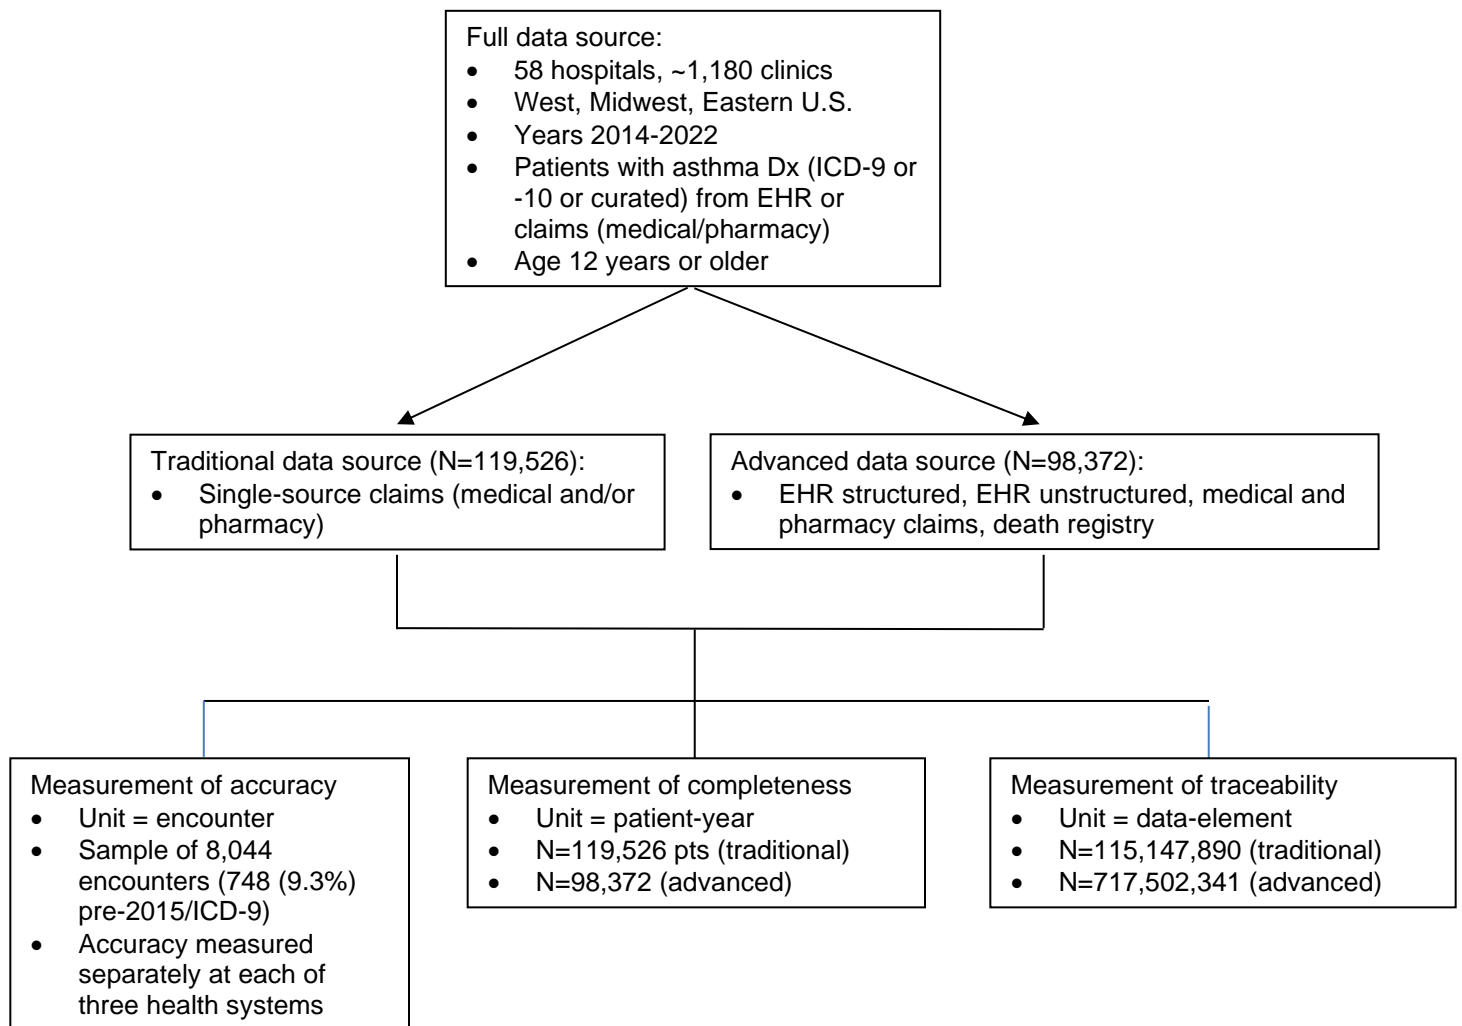 Full data source:
• 58 hospitals, ~1,180 clinics
• West, Midwest, Eastern U.S.
• Years 2014-2022
• Patients with asthma Dx (ICD-9 or
-10 or curated) from EHR or
claims (medical/pharmacy)
• Age 12 years or older
Traditional data source (N=119,526):
• Single-source claims (medical and/or
pharmacy)
Advanced data source (N=98,372):
• EHR structured, EHR unstructured, medical and
pharmacy claims, death registry
Measurement of accuracy
• Unit = encounter
• Sample of 8,044
encounters (748 (9.3%)
pre-2015/ICD-9)
• Accuracy measured
separately at each of
three health systems
Measurement of completeness
• Unit = patient-year
• N=119,526 pts (traditional)
• N=98,372 (advanced)
Measurement of traceability
• Unit = data-element
• N=115,147,890 (traditional)
• N=717,502,341 (advanced)